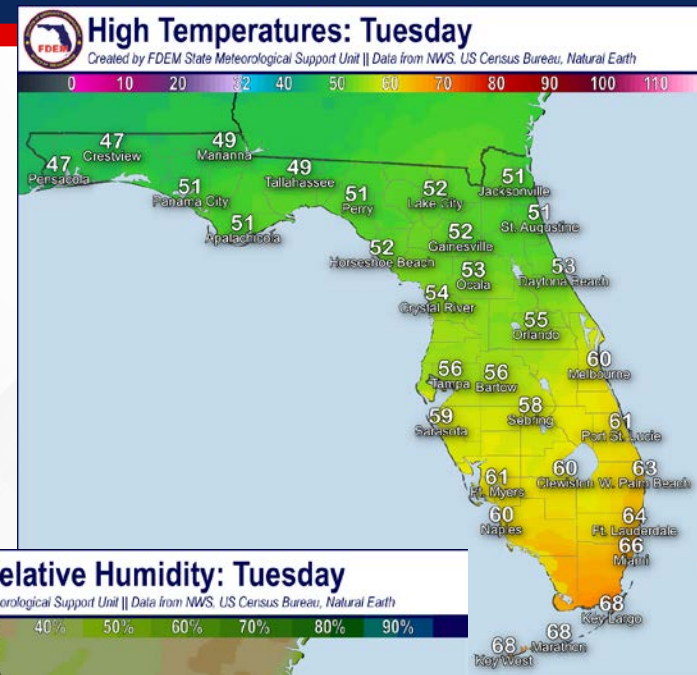 FDEM
High Temperatures: Tuesday
Created by FDEM State Meteorological Support Unit || Data from NWS, US Census Bureau, Natural Earth
0 10 20 32 40 50 60 70 80 90 100 110
47
Crestview
49
Marianna
47
Pensacola
49
Tallahassee
51
Panama City
51
Perry
52
Lake City
51
Jacksonville
51
Apalachicola
51
St. Augustine
52
Horseshoe Beach
52
Gainesville
53
Ocala
53
Daytona Beach
54
Crystal River
55
Orlando
60
Melbourne
56
Tampa
56
Bartow
58
Sebring
59
Sarasota
61
Port St. Lucie
61
Ft. Myers
60
Clewiston
63
W. Palm Beach
60
Naples
64
Ft. Lauderdale
66
Miami
68
Key Largo
68
Marathon
68
Key West
elative Humidity: Tuesday
orological Support Unit || Data from NWS, US Census Bureau, Natural Earth
40% 50% 60% 70% 80% 90%